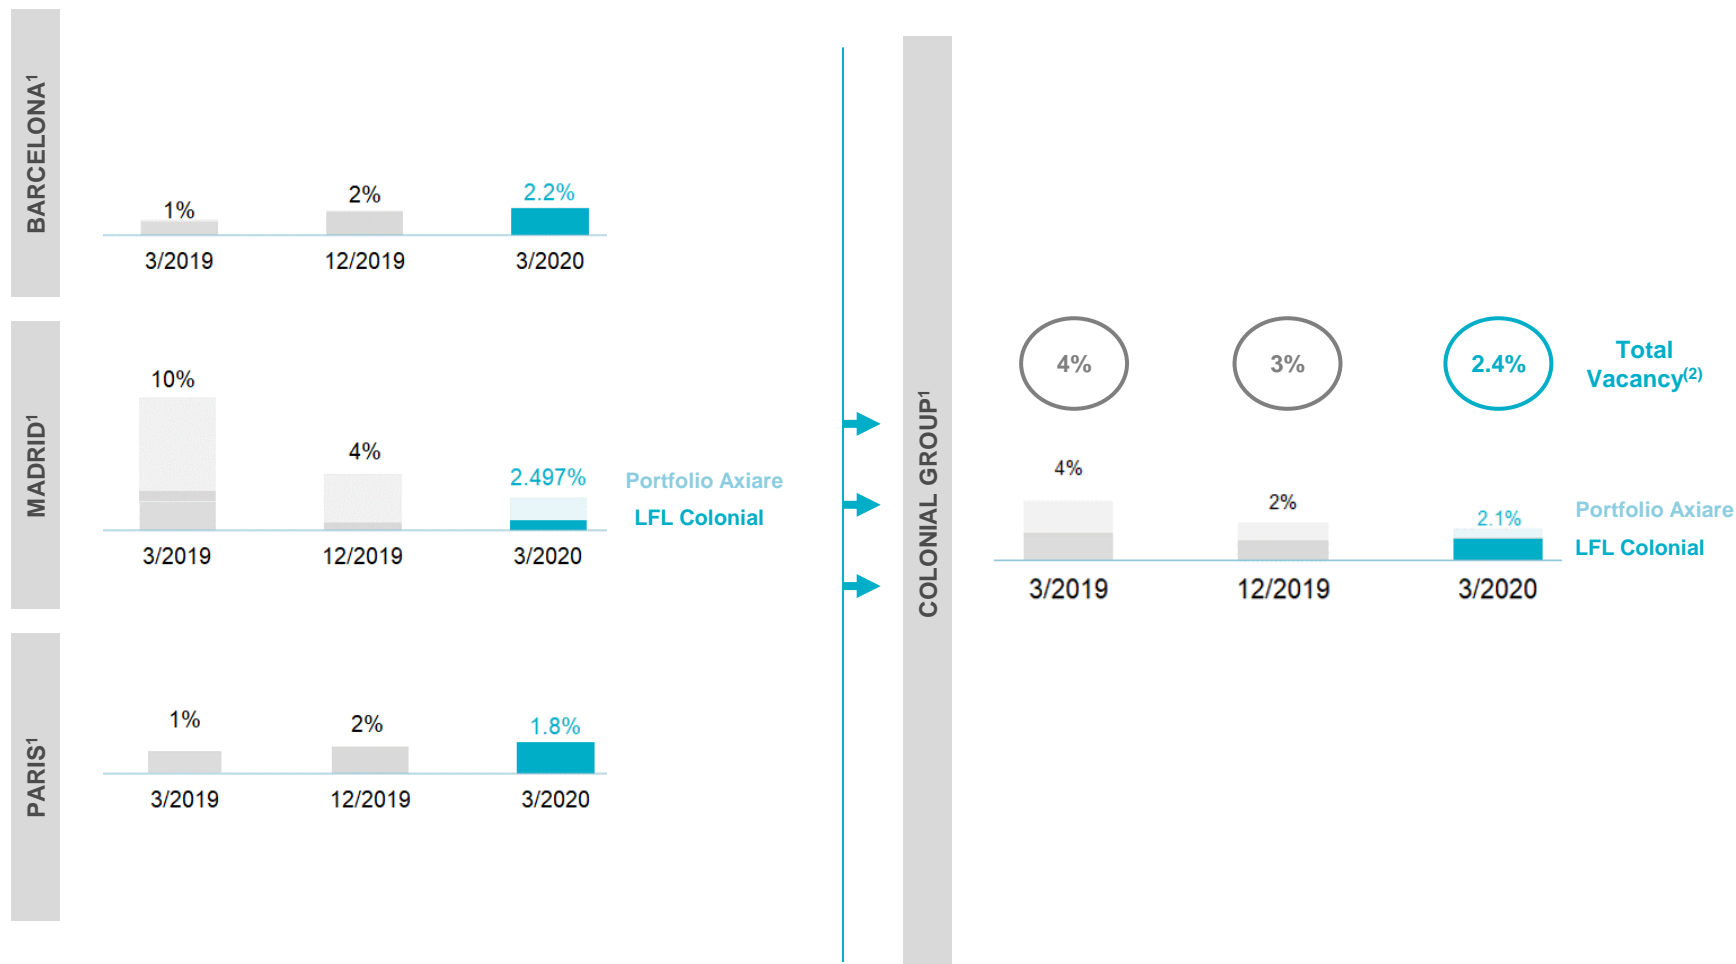 BARCELONA¹
1%
2%
2.2%
3/2019
12/2019
3/2020
MADRID¹
10%
4%
2.497%
Portfolio Axiare
LFL Colonial
3/2019
12/2019
3/2020
PARIS¹
1%
2%
1.8%
3/2019
12/2019
3/2020
COLONIAL GROUP¹
4%
3%
2.4%
Total
Vacancy(2)
4%
2%
2.1%
Portfolio Axiare
LFL Colonial
3/2019
12/2019
3/2020